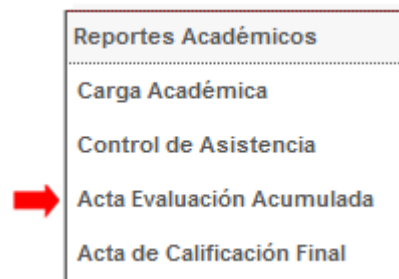 Reportes Académicos
Carga Académica
Control de Asistencia
Acta Evaluación Acumulada
Acta de Calificación Final